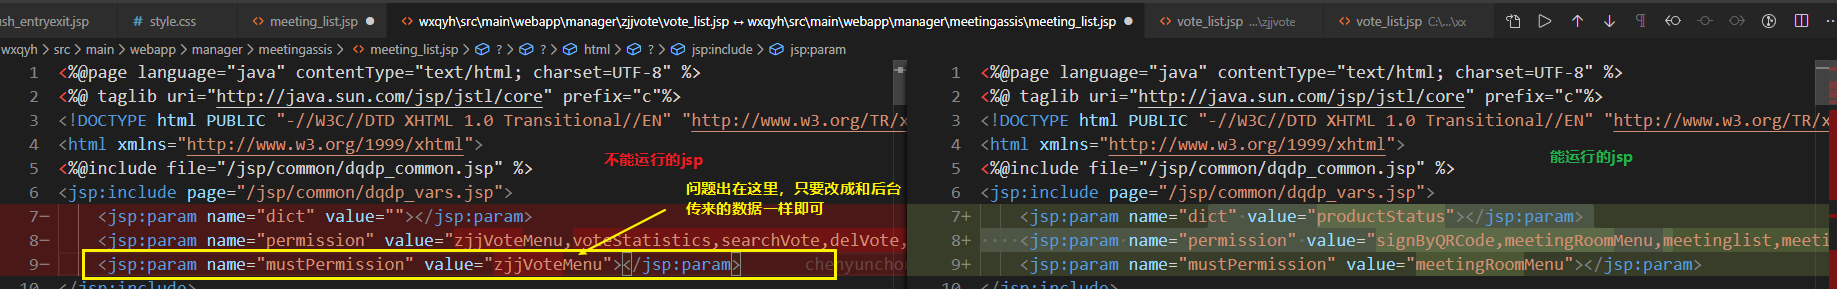 ush_entryexit.jsp
style.css
meeting_list.jsp
wxqyh\src\main\webapp\manager\zjjvote\vote_list.jsp ↔ wxqyh\src\main\webapp\manager\meetingassis\meeting_list.jsp
vote_list.jsp ...\zjjvote
vote_list.jsp C:\...\xx
wxqyh > src > main > webapp > manager > meetingassis > meeting_list.jsp > ? > ? > html > ? > jsp:include > jsp:param
1 <%@page language="java" contentType="text/html; charset=UTF-8" %>
2 <%@ taglib uri="http://java.sun.com/jsp/jstl/core" prefix="c"%>
3 <!DOCTYPE html PUBLIC "-//W3C//DTD XHTML 1.0 Transitional//EN" "http://www.w3.org/TR/x
4 <html xmlns="http://www.w3.org/1999/xhtml">
不能运行的jsp
5 <%@include file="/jsp/common/dqdp_common.jsp" %>
问题出在这里，只要改成和后台
传来的数据一样即可
6 <jsp:include page="/jsp/common/dqdp_vars.jsp">
7− <jsp:param name="dict" value=""></jsp:param>
8− <jsp:param name="permission" value="zjjVoteMenu,voteStatistics,searchVote,delVote,
9− <jsp:param name="mustPermission" value="zjjVoteMenu"></jsp:param>
10 </jsp:include>
1 <%@page language="java" contentType="text/html; charset=UTF-8" %>
2 <%@ taglib uri="http://java.sun.com/jsp/jstl/core" prefix="c"%>
3 <!DOCTYPE html PUBLIC "-//W3C//DTD XHTML 1.0 Transitional//EN" "http://www.w3.org/TR/x
4 <html xmlns="http://www.w3.org/1999/xhtml">
能运行的jsp
5 <%@include file="/jsp/common/dqdp_common.jsp" %>
6 <jsp:include page="/jsp/common/dqdp_vars.jsp">
7+ <jsp:param name="dict" value="productStatus"></jsp:param>
8+ <jsp:param name="permission" value="signByQRCode,meetingRoomMenu,meetinglist,meeti
9+ <jsp:param name="mustPermission" value="meetingRoomMenu"></jsp:param>
10 </jsp:include>